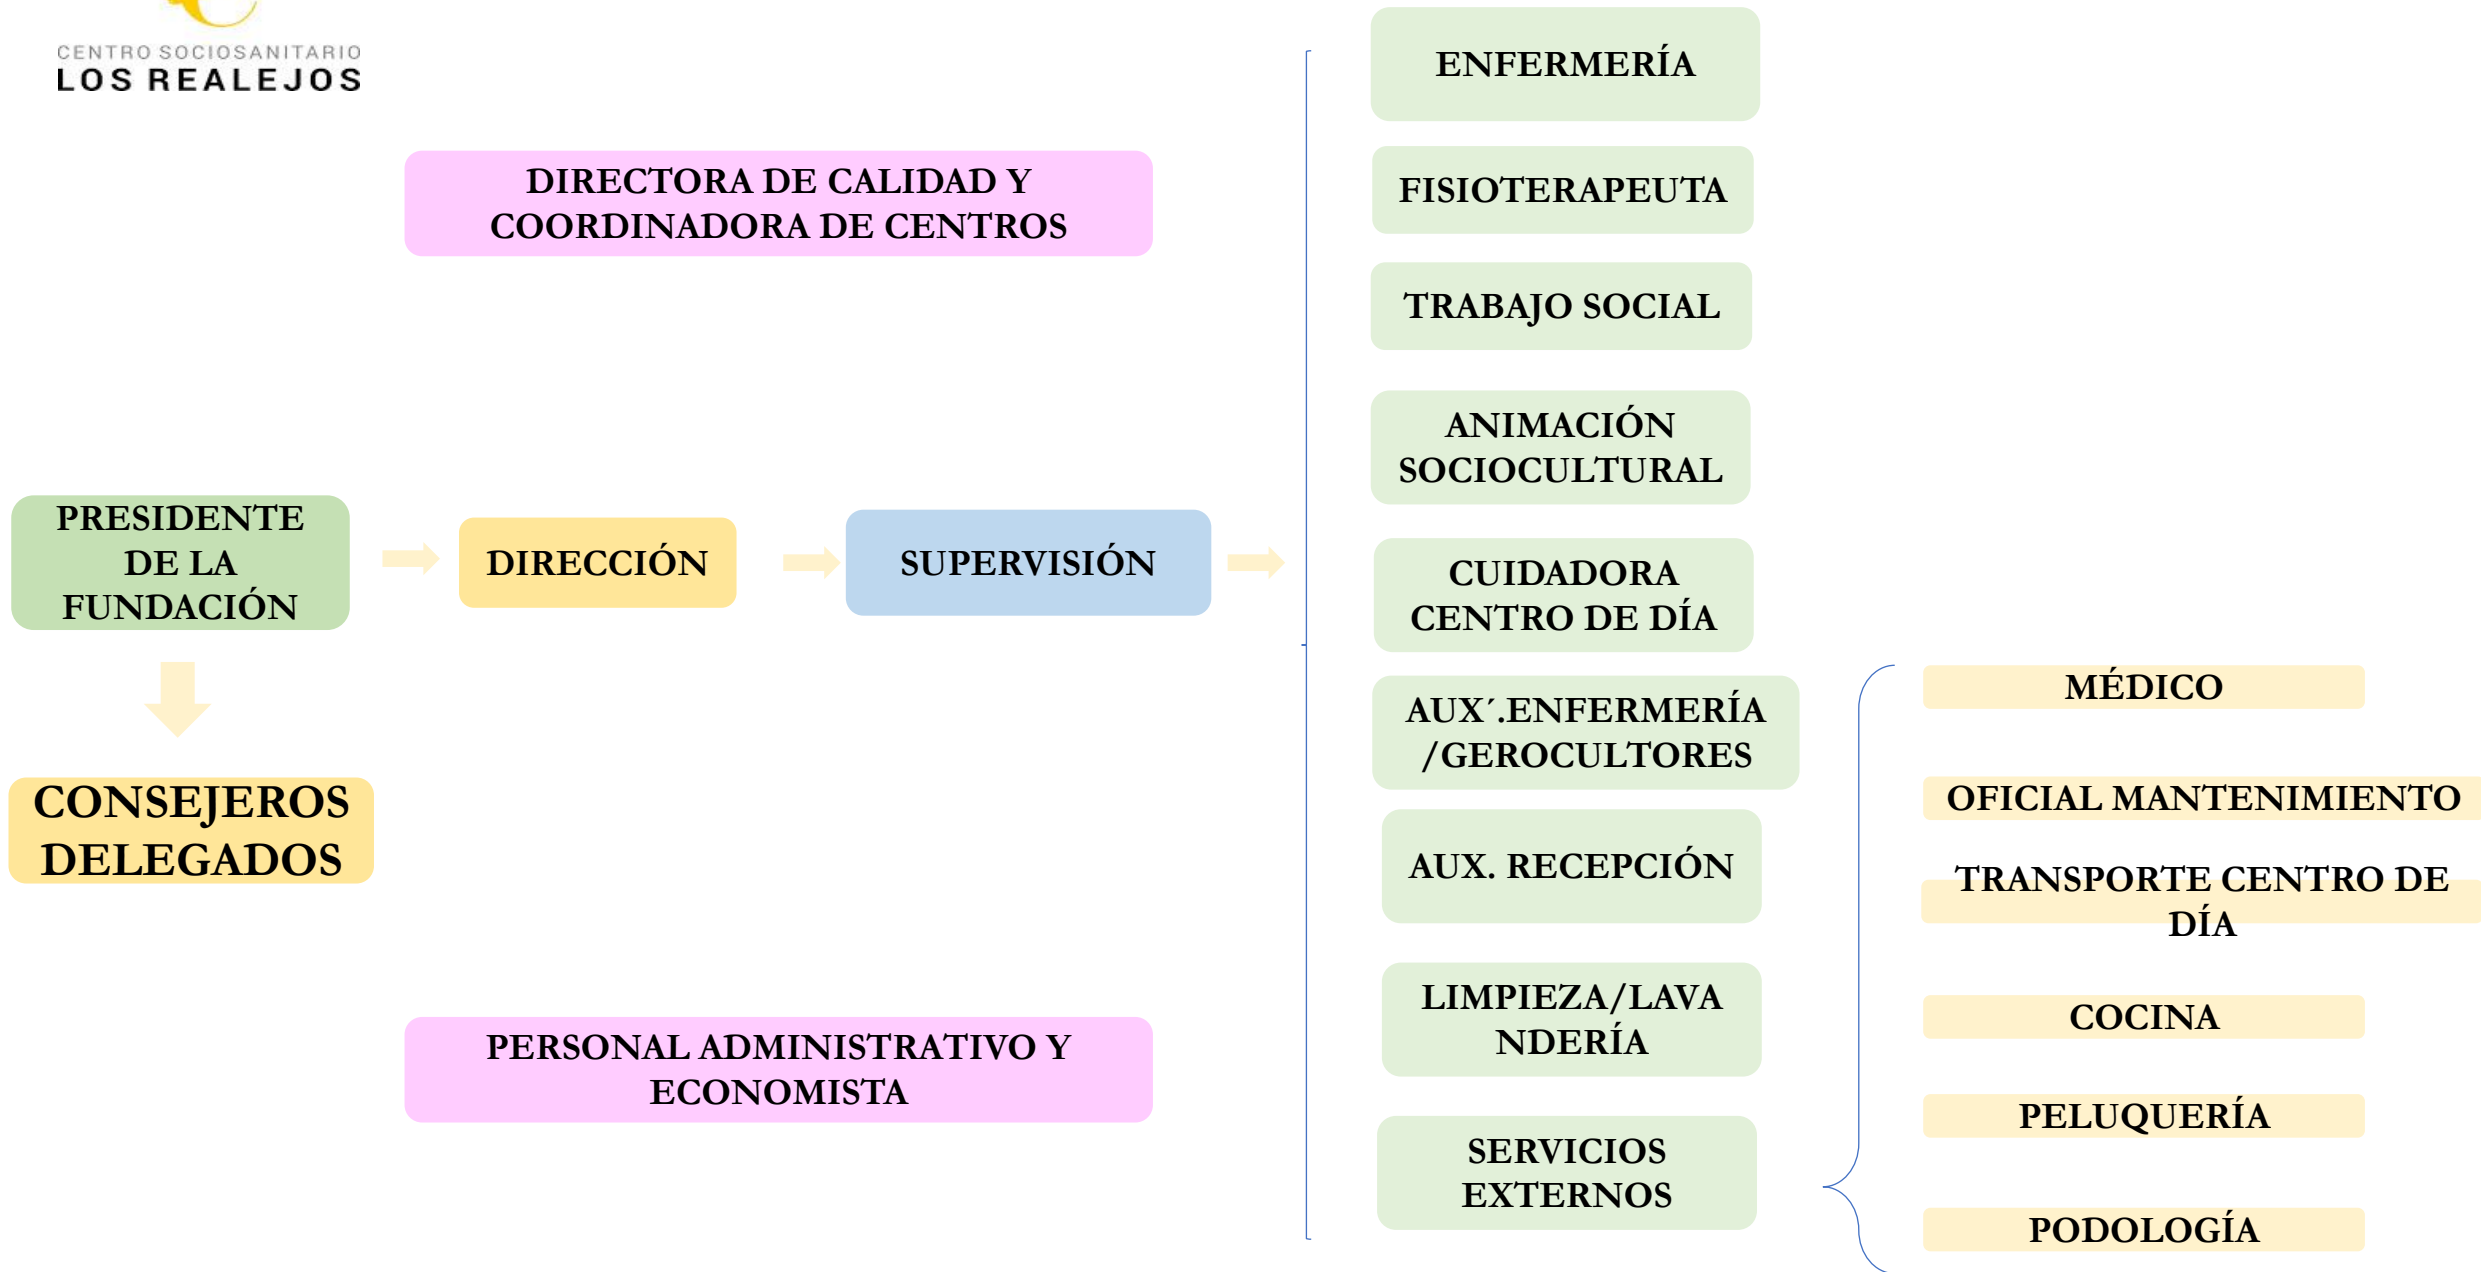 CENTRO SOCIOSANITARIO
LOS REALEJOS
DIRECTORA DE CALIDAD Y
COORDINADORA DE CENTROS
PRESIDENTE
DE LA
FUNDACIÓN
DIRECCIÓN
SUPERVISIÓN
CONSEJEROS
DELEGADOS
PERSONAL ADMINISTRATIVO Y
ECONOMISTA
ENFERMERÍA
FISIOTERAPEUTA
TRABAJO SOCIAL
ANIMACIÓN
SOCIOCULTURAL
CUIDADORA
CENTRO DE DÍA
AUX´.ENFERMERÍA
/GEROCULTORES
AUX. RECEPCIÓN
LIMPIEZA/LAVA
NDERÍA
SERVICIOS
EXTERNOS
MÉDICO
OFICIAL MANTENIMIENTO
TRANSPORTE CENTRO DE
DÍA
COCINA
PELUQUERÍA
PODOLOGÍA